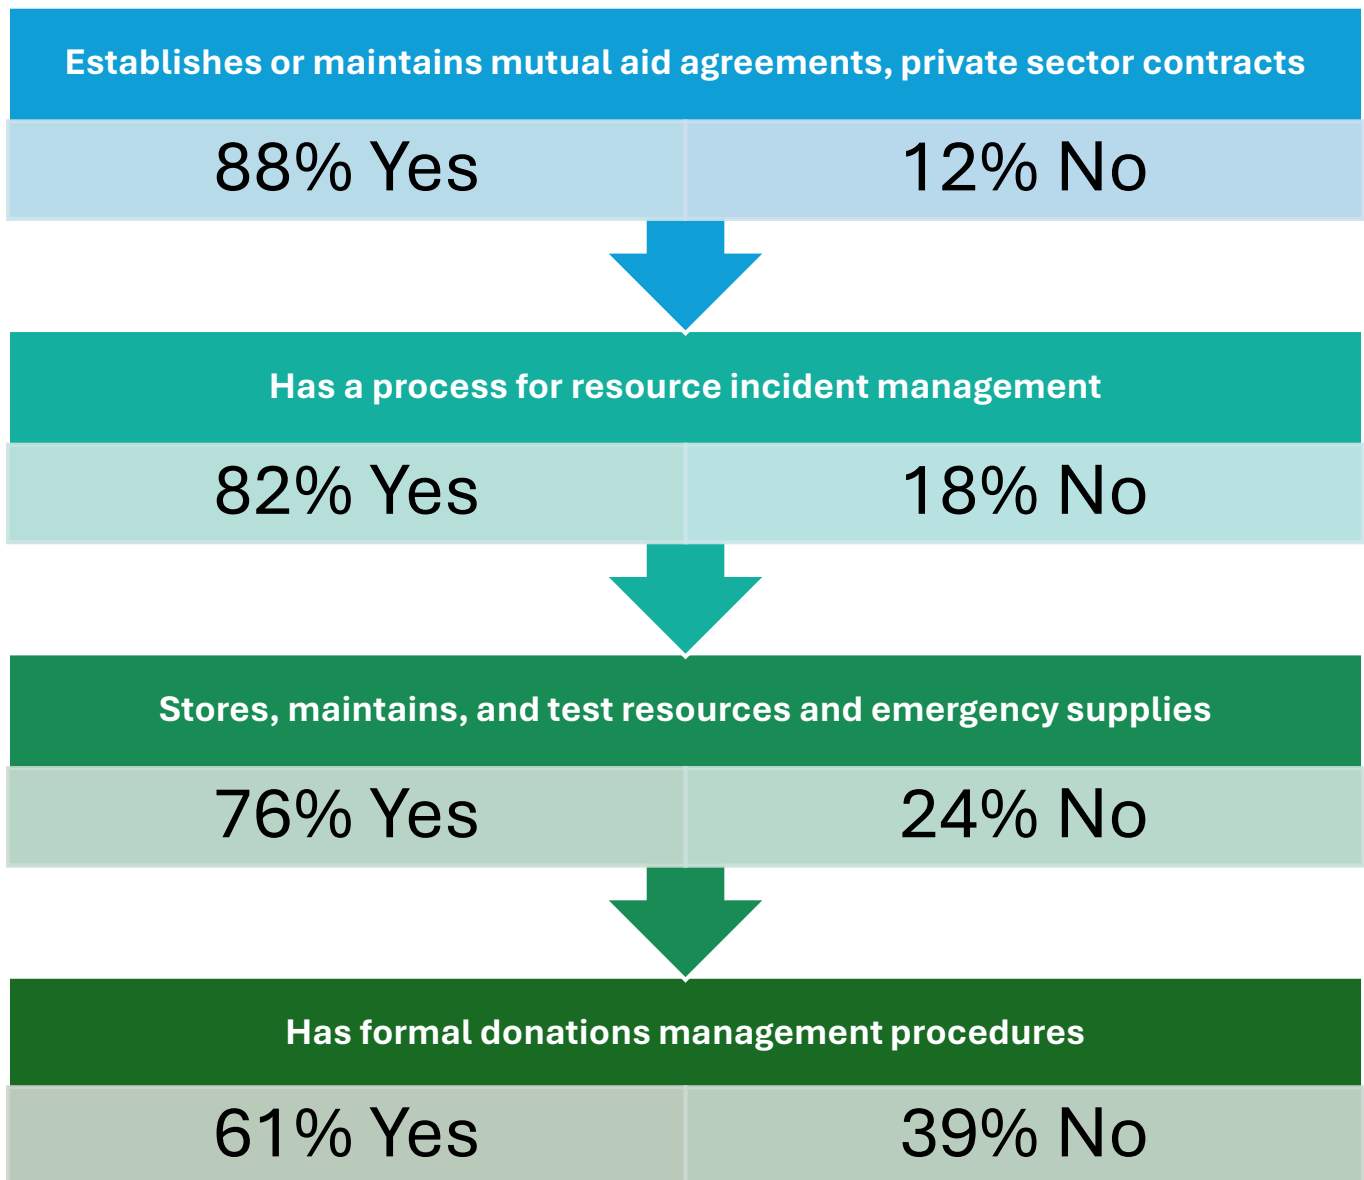 Establishes or maintains mutual aid agreements, private sector contracts
88% Yes
12% No
Has a process for resource incident management
82% Yes
18% No
Stores, maintains, and test resources and emergency supplies
76% Yes
24% No
Has formal donations management procedures
61% Yes
39% No